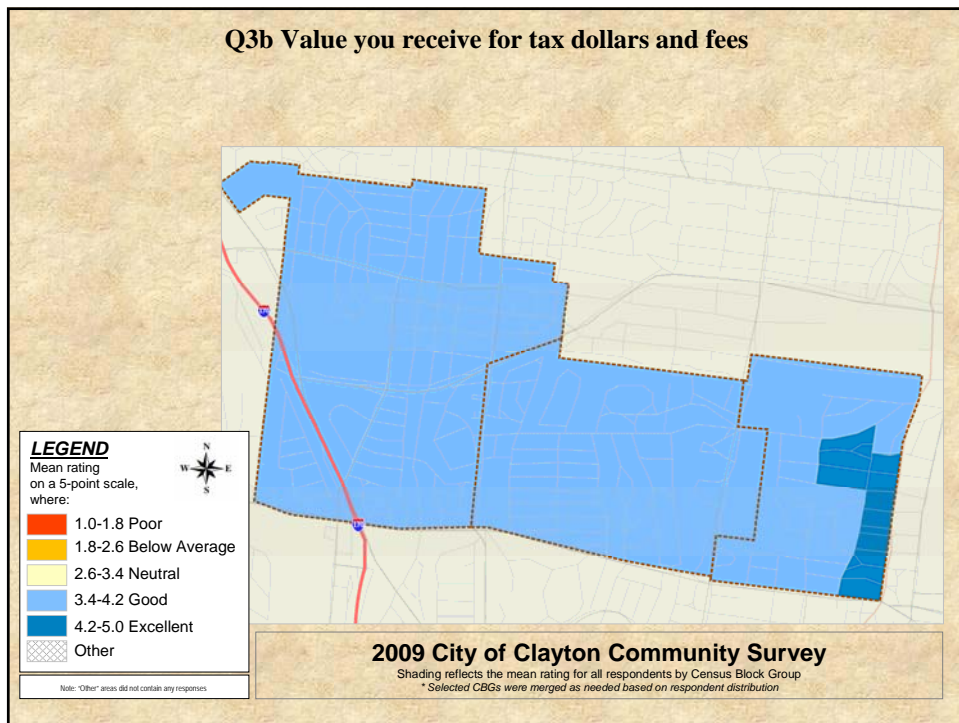 Q3b Value you receive for tax dollars and fees
LEGEND
Mean rating
on a 5-point scale,
where:
N
W E
S
1.0-1.8 Poor
1.8-2.6 Below Average
2.6-3.4 Neutral
3.4-4.2 Good
4.2-5.0 Excellent
Other
Note: "Other" areas did not contain any responses
170
170
2009 City of Clayton Community Survey
Shading reflects the mean rating for all respondents by Census Block Group
* Selected CBGs were merged as needed based on respondent distribution